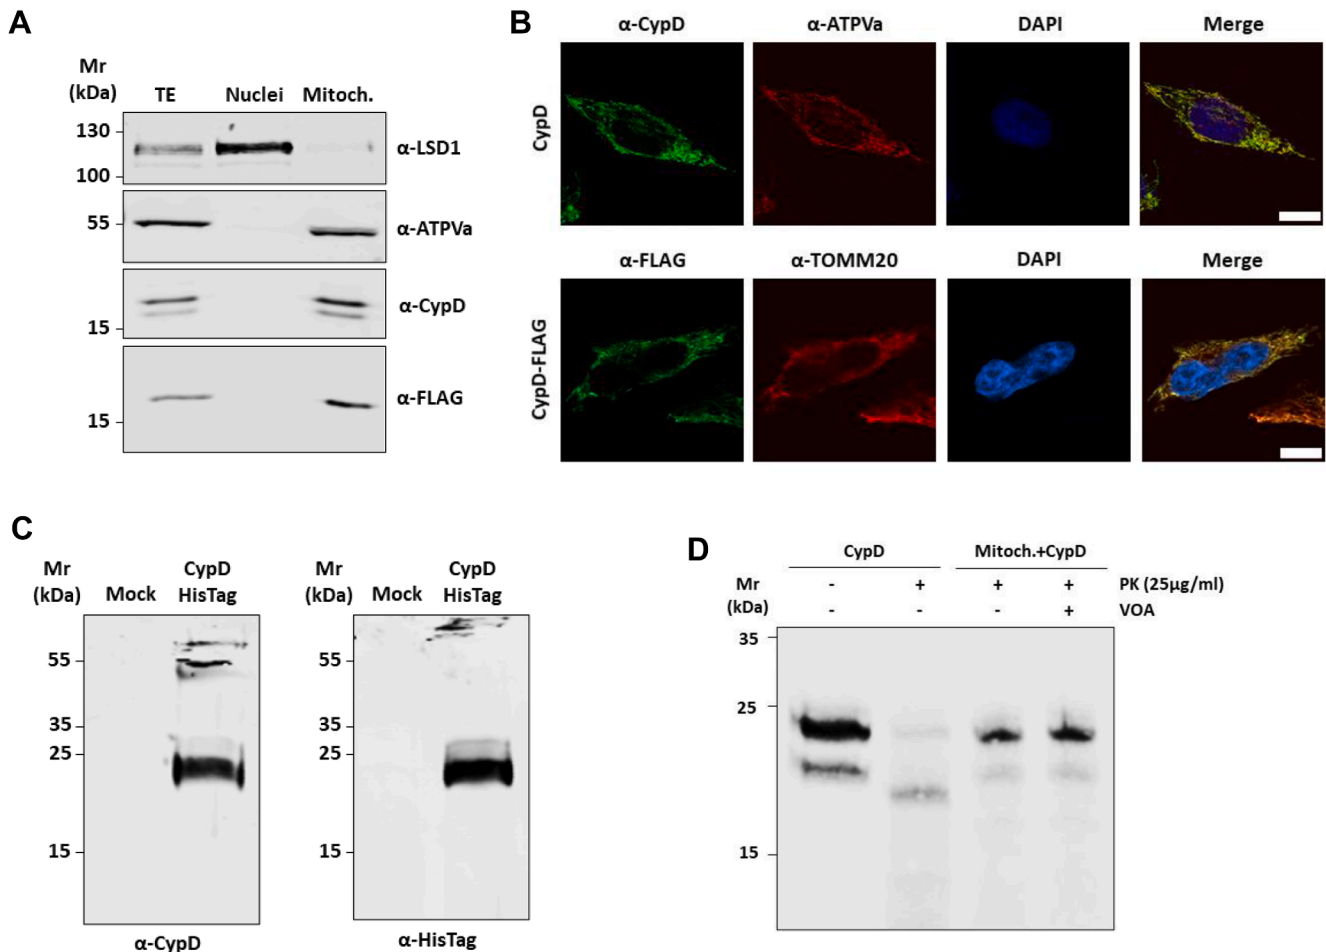 A
Mr
(kDa)
TE Nuclei Mitoch.
130
100
α-LSD1
55
α-ATPVa
15
α-CypD
15
α-FLAG
B
α-CypD α-ATPVa DAPI Merge
CypD
α-FLAG α-TOMM20 DAPI Merge
CypD-FLAG
C
Mr
(kDa)
Mock
CypD
HisTag
55
35
25
15
α-CypD
Mr
(kDa)
Mock
CypD
HisTag
55
35
25
15
α-HisTag
D
CypD Mitoch.+CypD
Mr
(kDa)
- + + + PK (25µg/ml)
- - - + VOA
35
25
15